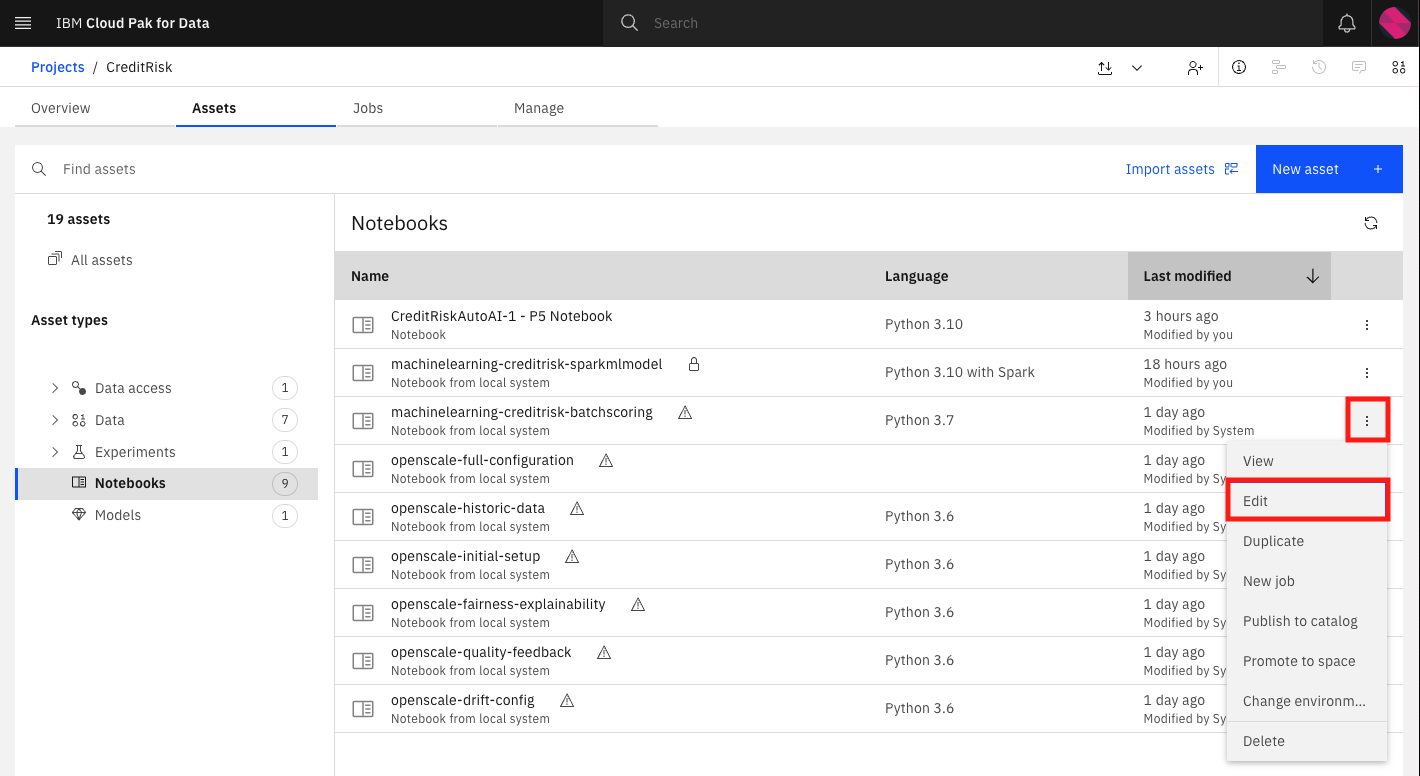 IBM Cloud Pak for Data
Search
Projects / CreditRisk
Overview
Assets
Jobs
Manage
Find assets
Import assets
New asset +
19 assets
All assets
Asset types
Data access 1
Data 7
Experiments 1
Notebooks 9
Models 1
Notebooks
Name Language Last modified
CreditRiskAutoAI-1 - P5 Notebook
Notebook
Python 3.10
3 hours ago
Modified by you
machinelearning-creditrisk-sparkmlmodel
Notebook from local system
Python 3.10 with Spark
18 hours ago
Modified by you
machinelearning-creditrisk-batchscoring
Notebook from local system
Python 3.7
1 day ago
Modified by System
openscale-full-configuration
Notebook from local system
1 day ago
Modified by Sy
openscale-historic-data
Notebook from local system
Python 3.6
1 day ago
Modified by Sy
openscale-initial-setup
Notebook from local system
Python 3.6
1 day ago
Modified by Sy
openscale-fairness-explainability
Notebook from local system
Python 3.6
1 day ago
Modified by Sy
openscale-quality-feedback
Notebook from local system
Python 3.6
1 day ago
Modified by Sy
openscale-drift-config
Notebook from local system
Python 3.6
1 day ago
Modified by Sy
View
Edit
Duplicate
New job
Publish to catalog
Promote to space
Change environm...
Delete